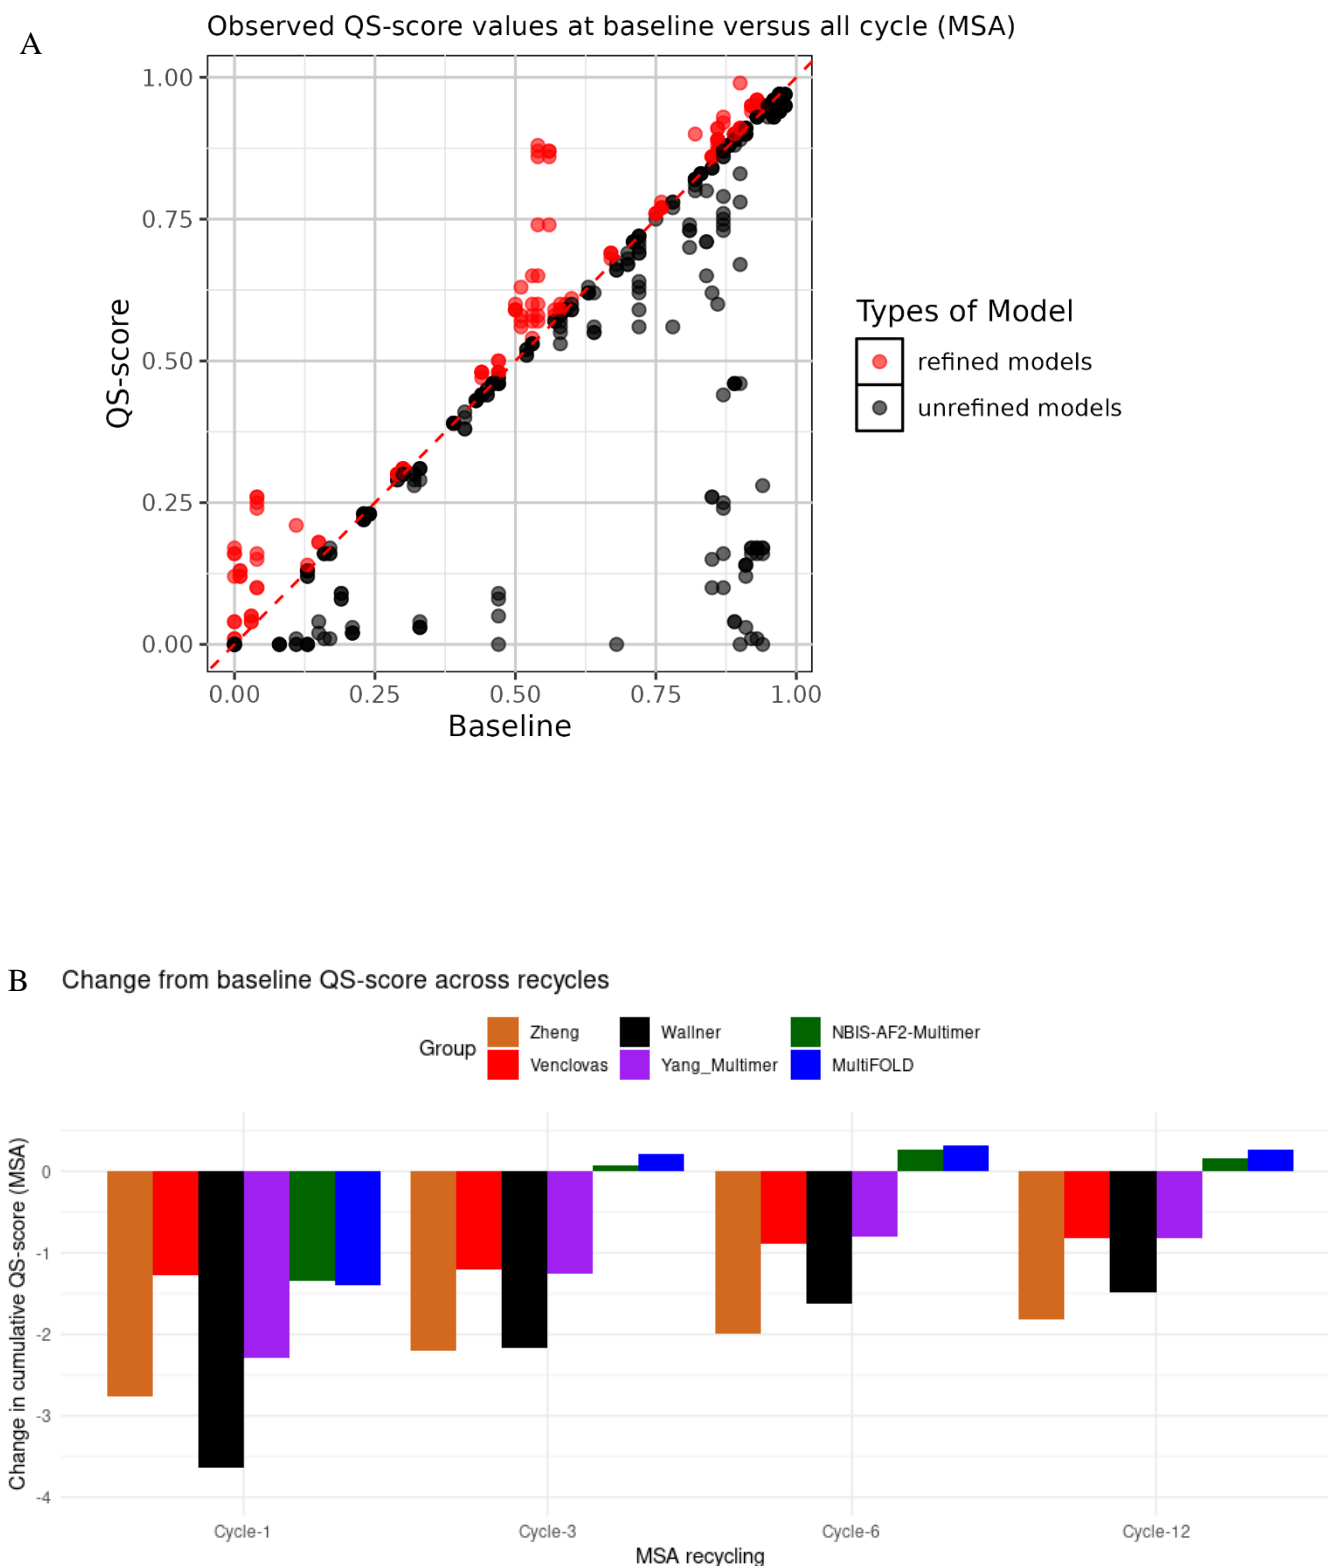 A
Observed QS-score values at baseline versus all cycle (MSA)
1.00
0.75
0.50
0.25
0.00
QS-score
0.00 0.25 0.50 0.75 1.00
Baseline
Types of Model
refined models
unrefined models
B Change from baseline QS-score across recycles
Group
Zheng Wallner NBIS-AF2-Multimer
Venclovas Yang_Multimer MultiFOLD
Change in cumulative QS-score (MSA)
0
-1
-2
-3
-4
Cycle-1 Cycle-3 Cycle-6 Cycle-12
MSA recycling